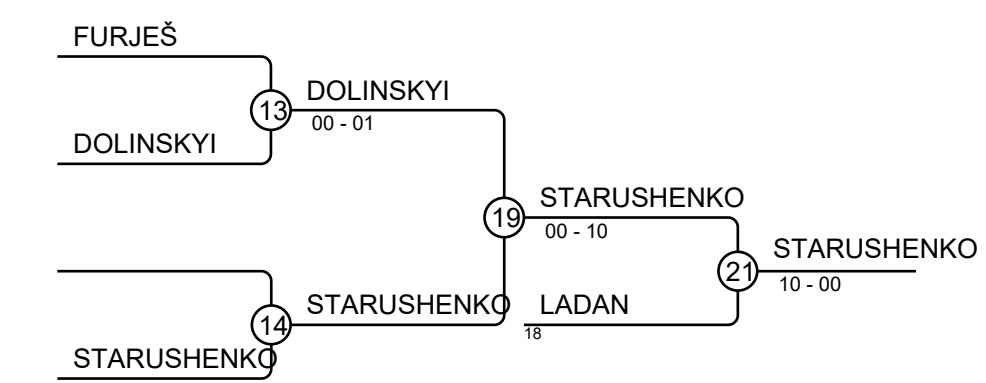 FURJEŠ
13
DOLINSKYI
00 - 01
DOLINSKYI
19
STARUSHENKO
00 - 10
21
STARUSHENKO
10 - 00
14
STARUSHENKO
LADAN
18
STARUSHENKO